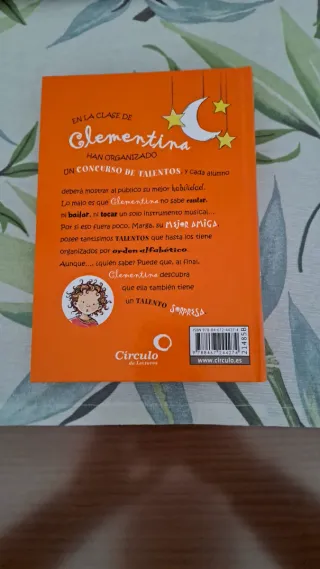 EN LA CLASE DE
Clementina
HAN ORGANIZADO
UN CONCURSO DE TALENTOS y cada alumno
deberá mostrar al público su mejor habilidad.
Lo malo es que Clementina no sabe cantar,
ni bailar, ni tocar un solo instrumento musical...
Por si eso fuera poco, Marga, su MEJOR AMIGA
posee tantísimos TALENTOS que hasta los tiene
organizados por orden alfabético.
Aunque..., ¿quién sabe? Puede que, al final,
Clementina descubra
que ella también tiene
un TALENTO SORPRESA
Círculo
de Lectores
www.circulo.es